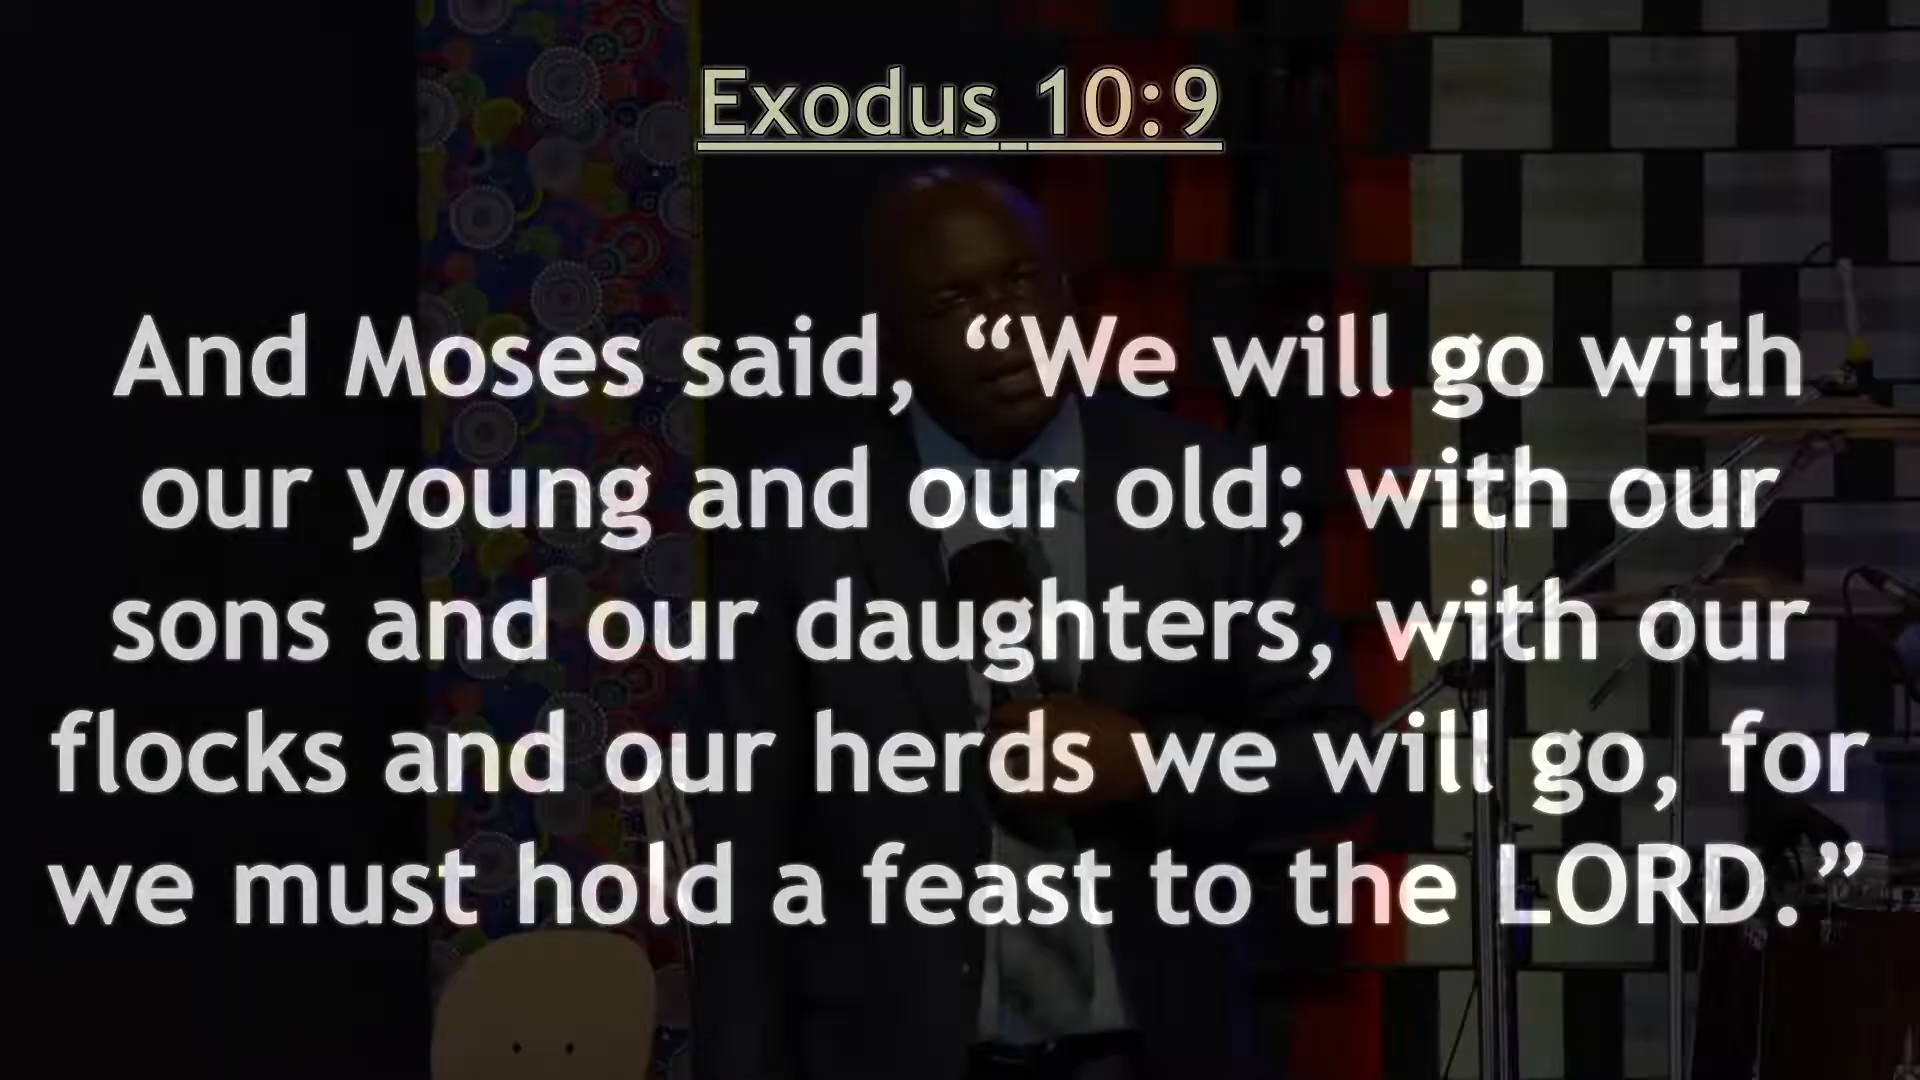 Exodus 10:9
And Moses said, “We will go with
our young and our old; with our
sons and our daughters, with our
flocks and our herds we will go, for
we must hold a feast to the LORD.”